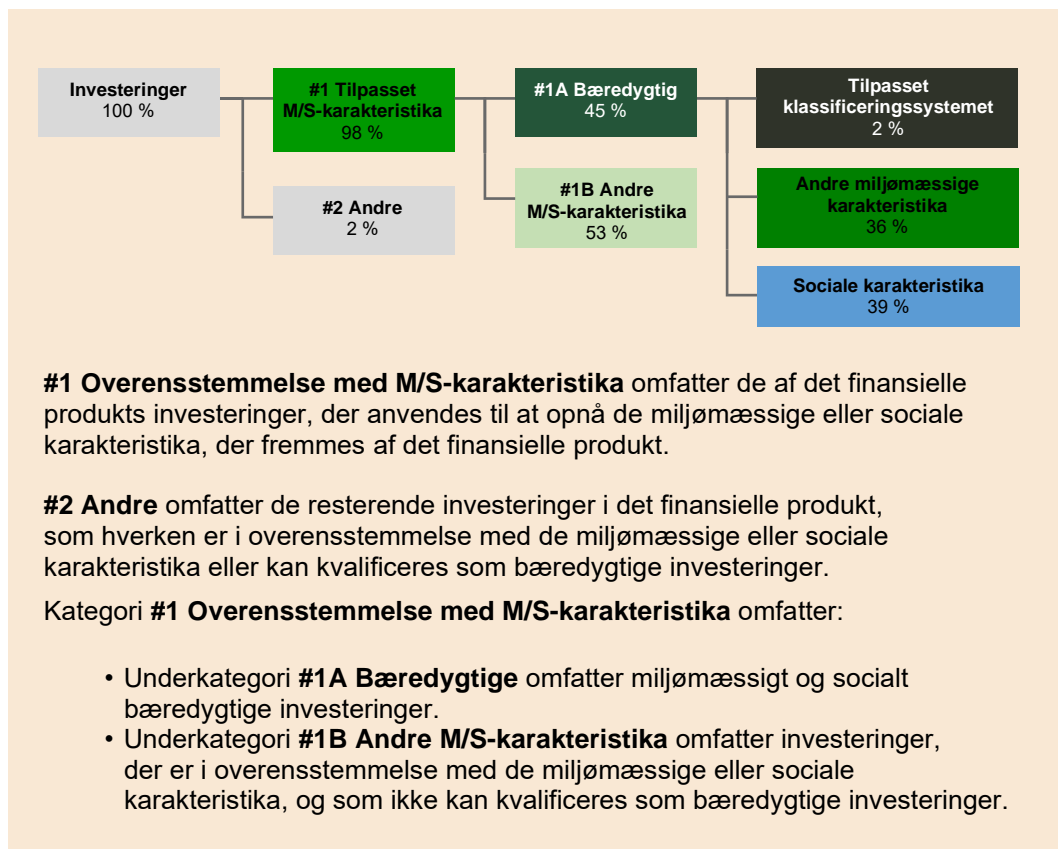 Investeringer
100 %
#1 Tilpasset
M/S-karakteristika
98 %
#2 Andre
2 %
#1A Bæredygtig
45 %
#1B Andre
M/S-karakteristika
53 %
Tilpasset
klassificeringssystemet
2 %
Andre miljømæssige
karakteristika
36 %
Sociale karakteristika
39 %
#1 Overensstemmelse med M/S-karakteristika omfatter de af det finansielle
produkts investeringer, der anvendes til at opnå de miljømæssige eller sociale
karakteristika, der fremmes af det finansielle produkt.
#2 Andre omfatter de resterende investeringer i det finansielle produkt,
som hverken er i overensstemmelse med de miljømæssige eller sociale
karakteristika eller kan kvalificeres som bæredygtige investeringer.
Kategori #1 Overensstemmelse med M/S-karakteristika omfatter:
• Underkategori #1A Bæredygtige omfatter miljømæssigt og socialt
bæredygtige investeringer.
• Underkategori #1B Andre M/S-karakteristika omfatter investeringer,
der er i overensstemmelse med de miljømæssige eller sociale
karakteristika, og som ikke kan kvalificeres som bæredygtige investeringer.